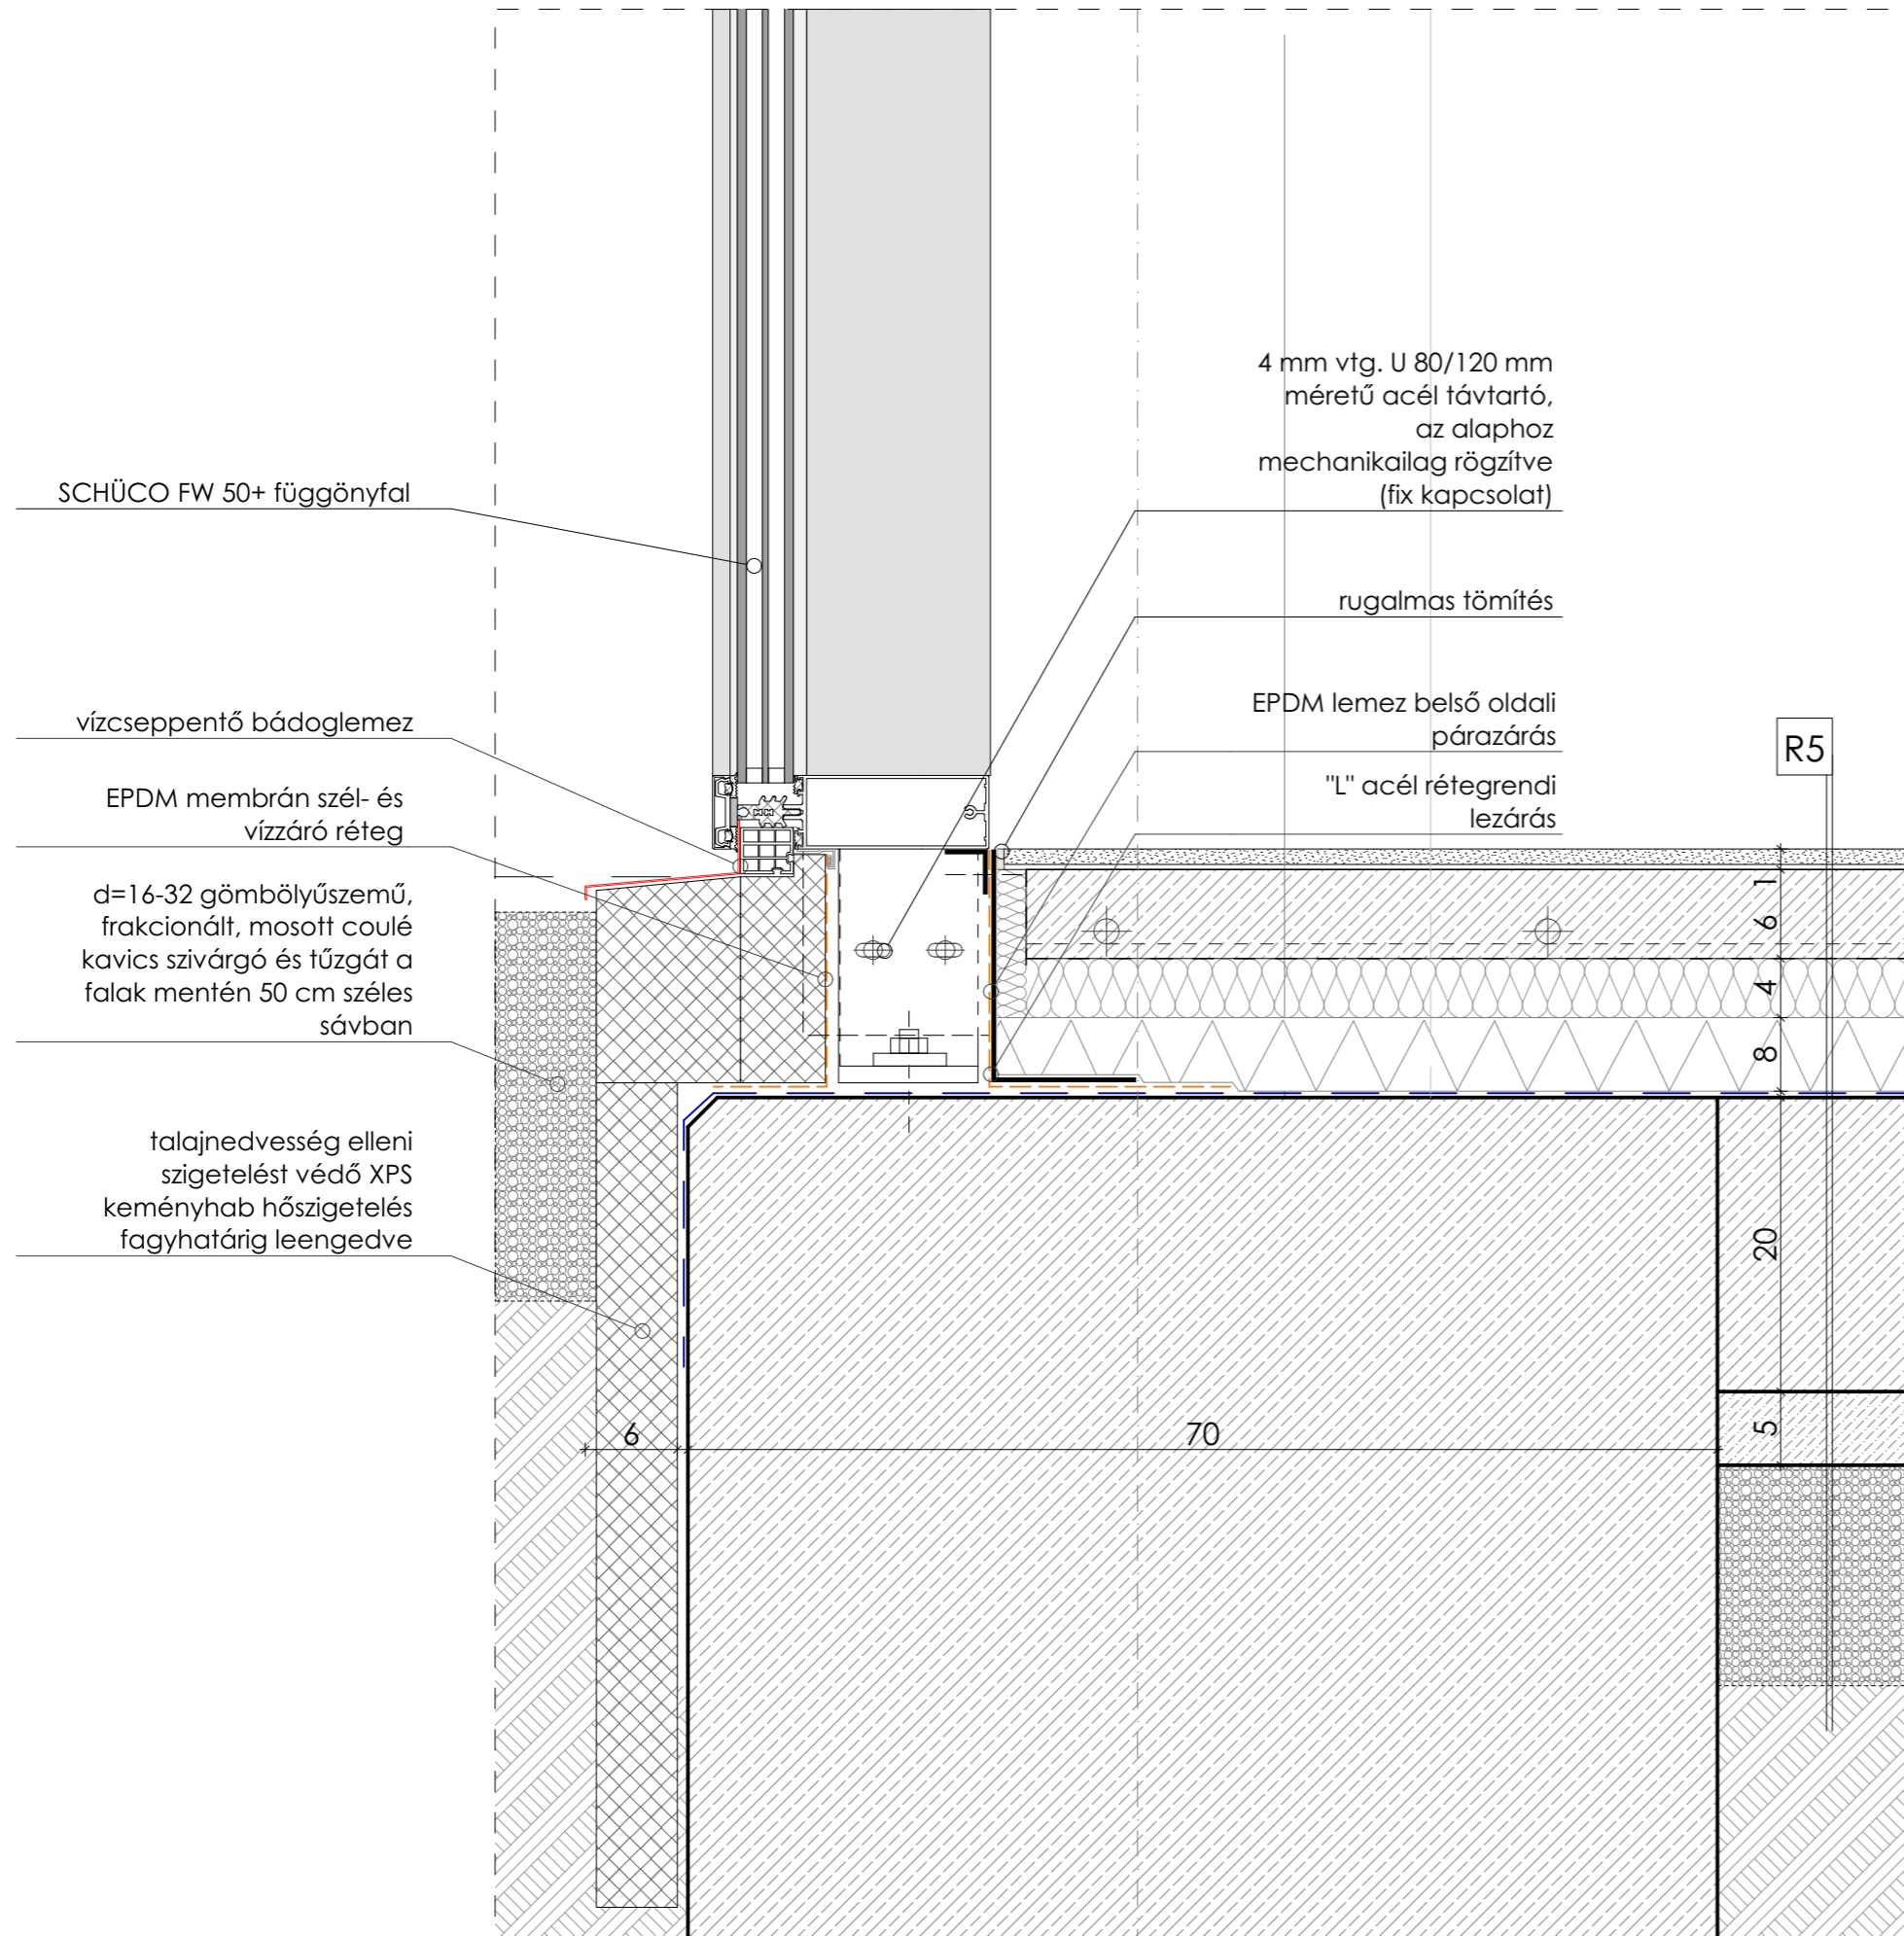 4 mm vtg. U 80/120 mm
méretű acél távtartó,
az alaphoz
mechanikailag rögzítve
(fix kapcsolat)
SCHÜCO FW 50+ függönyfal
rugalmas tömítés
vízcseppentő bádoglemez
EPDM lemez belső oldali
párazárás
R5
EPDM membrán szél- és
vízzáró réteg
"L" acél rétegrendi
lezárás
d=16-32 gömbölyűszemű,
frakcionált, mosott coulé
kavics szivárgó és tűzgát a
falak mentén 50 cm széles
sávban
talajnedvesség elleni
szigetelést védő XPS
keményhab hőszigetelés
fagyhatárig leengedve
1
6
4
8
20
5
6
70